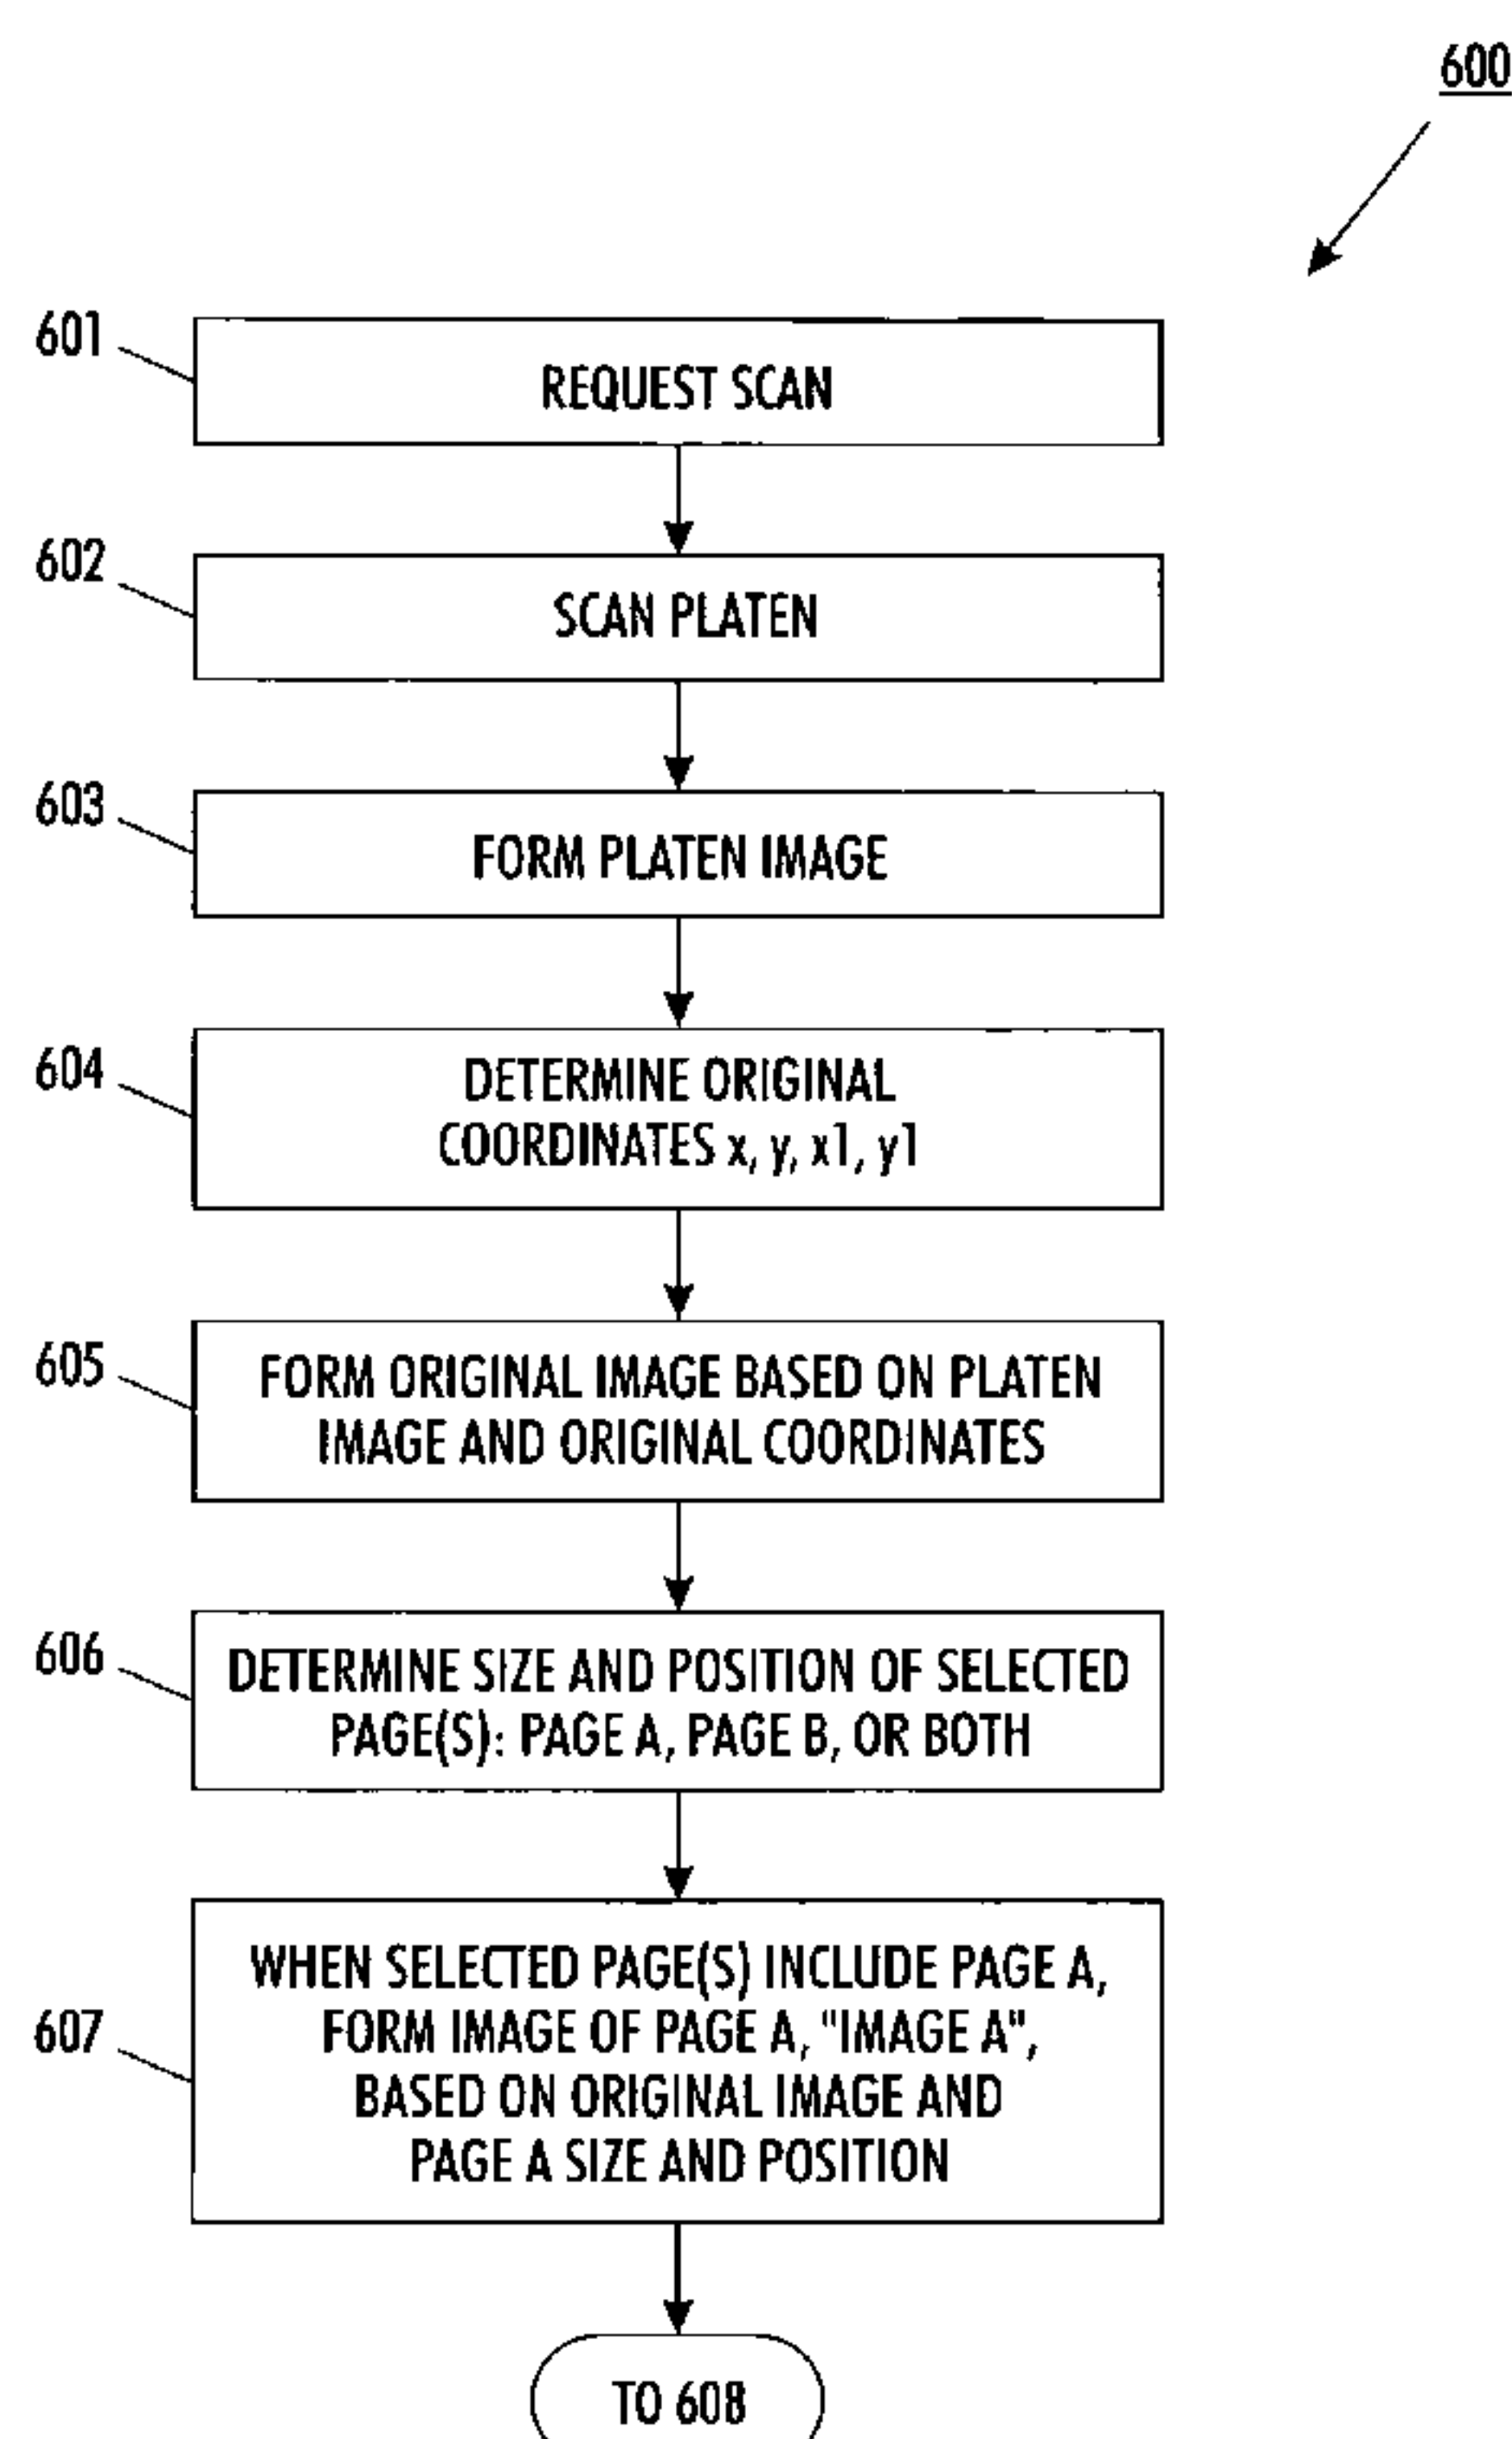 600
601
REQUEST SCAN
602
SCAN PLATEN
603
FORM PLATEN IMAGE
604
DETERMINE ORIGINAL
COORDINATES x, y, x1, y1
605
FORM ORIGINAL IMAGE BASED ON PLATEN
IMAGE AND ORIGINAL COORDINATES
606
DETERMINE SIZE AND POSITION OF SELECTED
PAGE(S): PAGE A, PAGE B, OR BOTH
607
WHEN SELECTED PAGE(S) INCLUDE PAGE A,
FORM IMAGE OF PAGE A, "IMAGE A",
BASED ON ORIGINAL IMAGE AND
PAGE A SIZE AND POSITION
TO 608